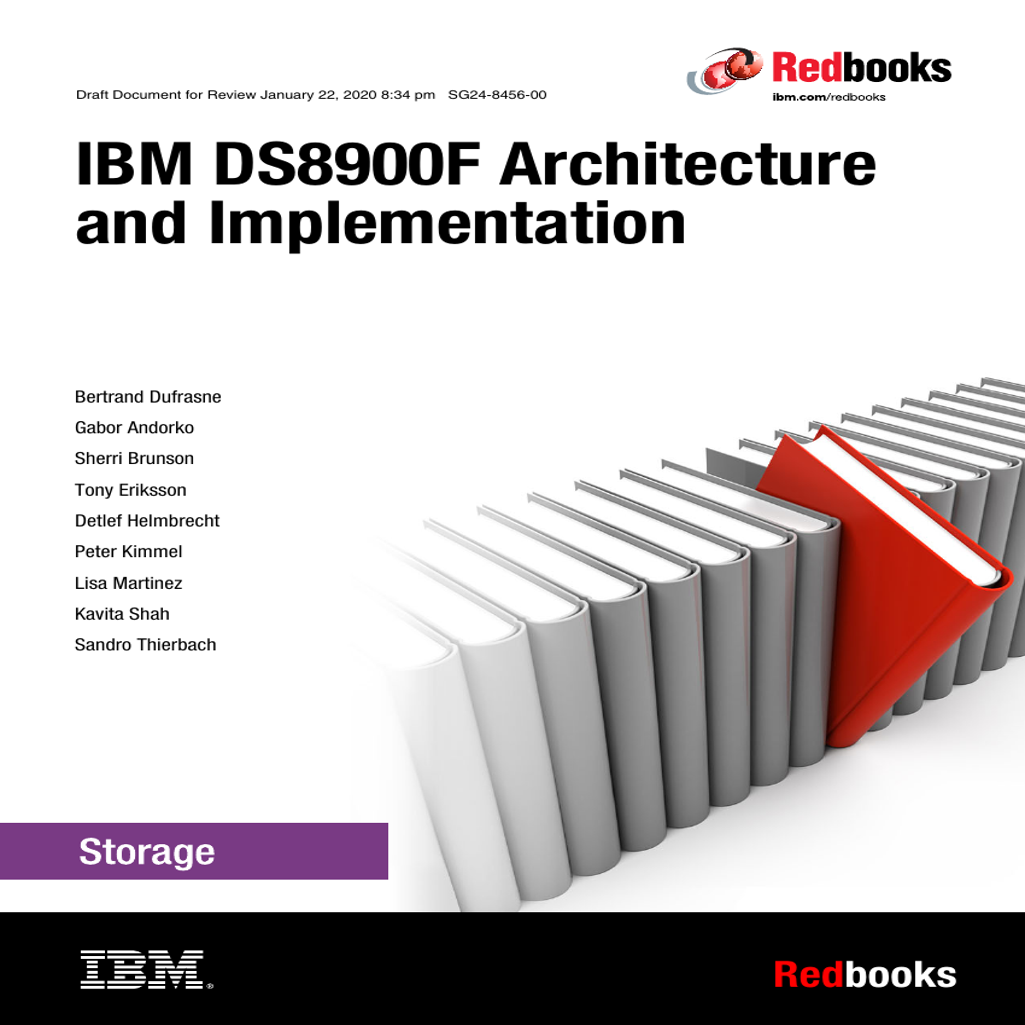 Redbooks
Draft Document for Review January 22, 2020 8:34 pm SG24-8456-00
ibm.com/redbooks
IBM DS8900F Architecture
and Implementation
Bertrand Dufrasne
Gabor Andorko
Sherri Brunson
Tony Eriksson
Detlef Helmbrecht
Peter Kimmel
Lisa Martinez
Kavita Shah
Sandro Thierbach
Storage
IBM®
Redbooks